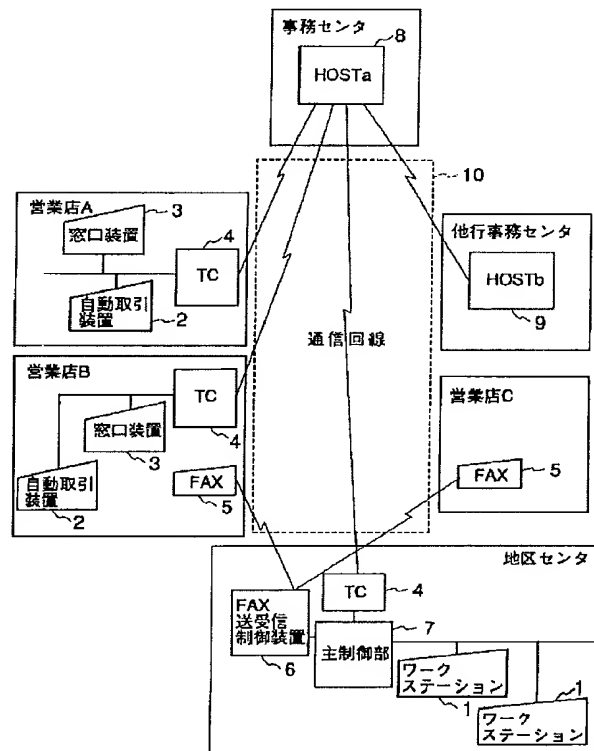 事務センタ
8
HOSTa
10
営業店A
3
窓口装置
4
TC
自動取引
装置
2
他行事務センタ
HOSTb
9
通信回線
営業店B
TC
4
窓口装置
3
自動取引
装置
2
FAX
5
営業店C
FAX
5
地区センタ
TC
4
FAX
送受信
制御装置
6
7
主制御部
ワーク
ステーション
1
1
ワーク
ステーション